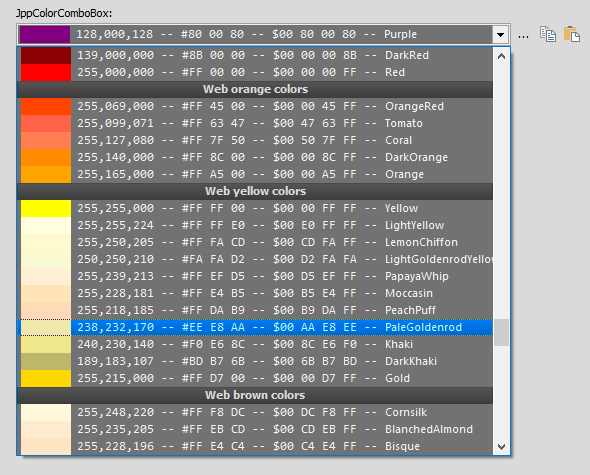 JppColorComboBox:
128,000,128 -- #80 00 80 -- $00 80 00 80 -- Purple
...
139,000,000 -- #8B 00 00 -- $00 00 00 8B -- DarkRed
255,000,000 -- #FF 00 00 -- $00 00 00 FF -- Red
Web orange colors
255,069,000 -- #FF 45 00 -- $00 00 45 FF -- OrangeRed
255,099,071 -- #FF 63 47 -- $00 47 63 FF -- Tomato
255,127,080 -- #FF 7F 50 -- $00 50 7F FF -- Coral
255,140,000 -- #FF 8C 00 -- $00 00 8C FF -- DarkOrange
255,165,000 -- #FF A5 00 -- $00 00 A5 FF -- Orange
Web yellow colors
255,255,000 -- #FF FF 00 -- $00 00 FF FF -- Yellow
255,255,224 -- #FF FF E0 -- $00 E0 FF FF -- LightYellow
255,250,205 -- #FF FA CD -- $00 CD FA FF -- LemonChiffon
250,250,210 -- #FA FA D2 -- $00 D2 FA FA -- LightGoldenrodYellow
255,239,213 -- #FF EF D5 -- $00 D5 EF FF -- PapayaWhip
255,228,181 -- #FF E4 B5 -- $00 B5 E4 FF -- Moccasin
255,218,185 -- #FF DA B9 -- $00 B9 DA FF -- PeachPuff
238,232,170 -- #EE E8 AA -- $00 AA E8 EE -- PaleGoldenrod
240,230,140 -- #F0 E6 8C -- $00 8C E6 F0 -- Khaki
189,183,107 -- #BD B7 6B -- $00 6B B7 BD -- DarkKhaki
255,215,000 -- #FF D7 00 -- $00 00 D7 FF -- Gold
Web brown colors
255,248,220 -- #FF F8 DC -- $00 DC F8 FF -- Cornsilk
255,235,205 -- #FF EB CD -- $00 CD EB FF -- BlanchedAlmond
255,228,196 -- #FF E4 C4 -- $00 C4 E4 FF -- Bisque